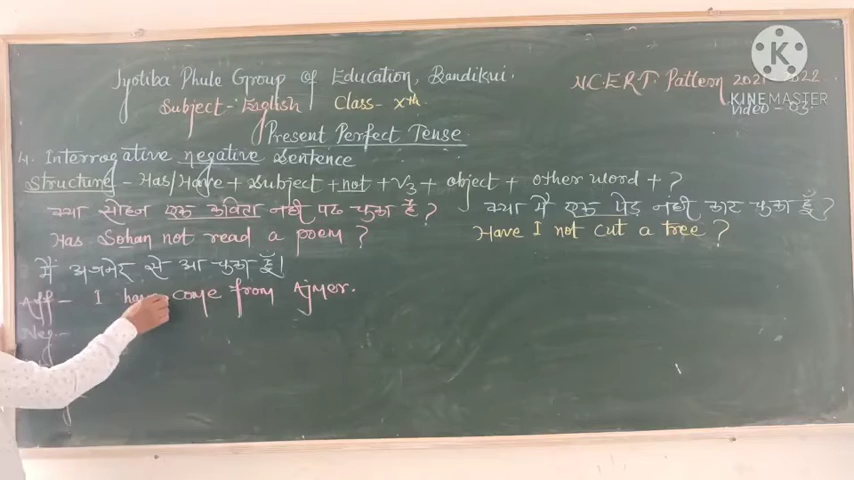 Jyotiba Phule Group of Education, Bandikui.
N.C.E.R.T. Pattern 2021-2022
K
KINEMASTER
Subject- English Class- Xth
Video - 03
Present Perfect Tense
4. Interrogative negative Sentence
Structure - Has/Have + Subject + not + V3 + object + other word + ?
क्या सोहन एक कविता नहीं पढ चुका है ?
क्या मैं एक पेड़ नहीं काट चुका हूँ ?
Has Sohan not read a poem ?
Have I not cut a tree ?
मैं अजमेर से आ चुका हूँ।
Aff - I have come from Ajmer.
Neg -